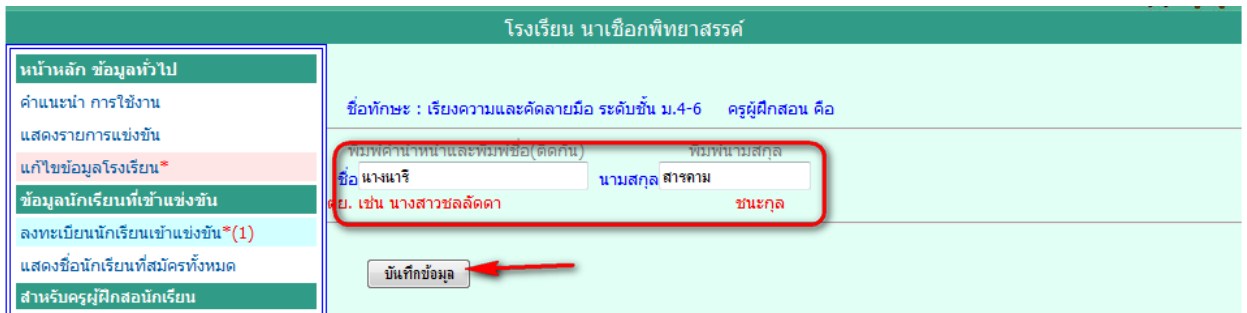 โรงเรียน นาเชือกพิทยาสรรค์
หน้าหลัก ข้อมูลทั่วไป
คำแนะนำ การใช้งาน
แสดงรายการแข่งขัน
แก้ไขข้อมูลโรงเรียน*
ข้อมูลนักเรียนที่เข้าแข่งขัน
ลงทะเบียนนักเรียนเข้าแข่งขัน*(1)
แสดงชื่อนักเรียนที่สมัครทั้งหมด
สำหรับครูผู้ฝึกสอนักเรียน
ชื่อทักษะ : เรียงความและคัดลายมือ ระดับชั้น ม.4-6 ครูผู้ฝึกสอน คือ
พิมพ์คำนำหน้าและพิมพ์ชื่อ(ติดกัน) พิมพ์นามสกุล
ชื่อ นางนารี นามสกุล สารคาม
ตย. เช่น นางสาวชลลัดดา ชนะกุล
บันทึกข้อมูล